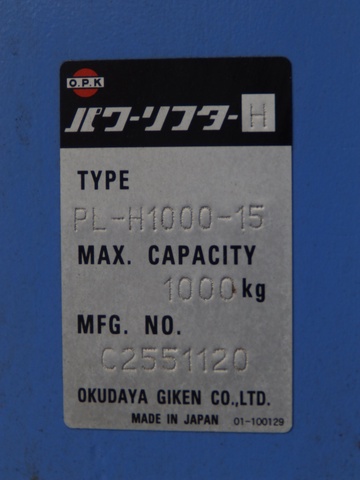 O.P.K
パワーリフターH
TYPE
PL-H1000-15
MAX. CAPACITY
1000kg
MFG. NO.
C2551120
OKUDAYA GIKEN CO.,LTD.
MADE IN JAPAN 01-100129